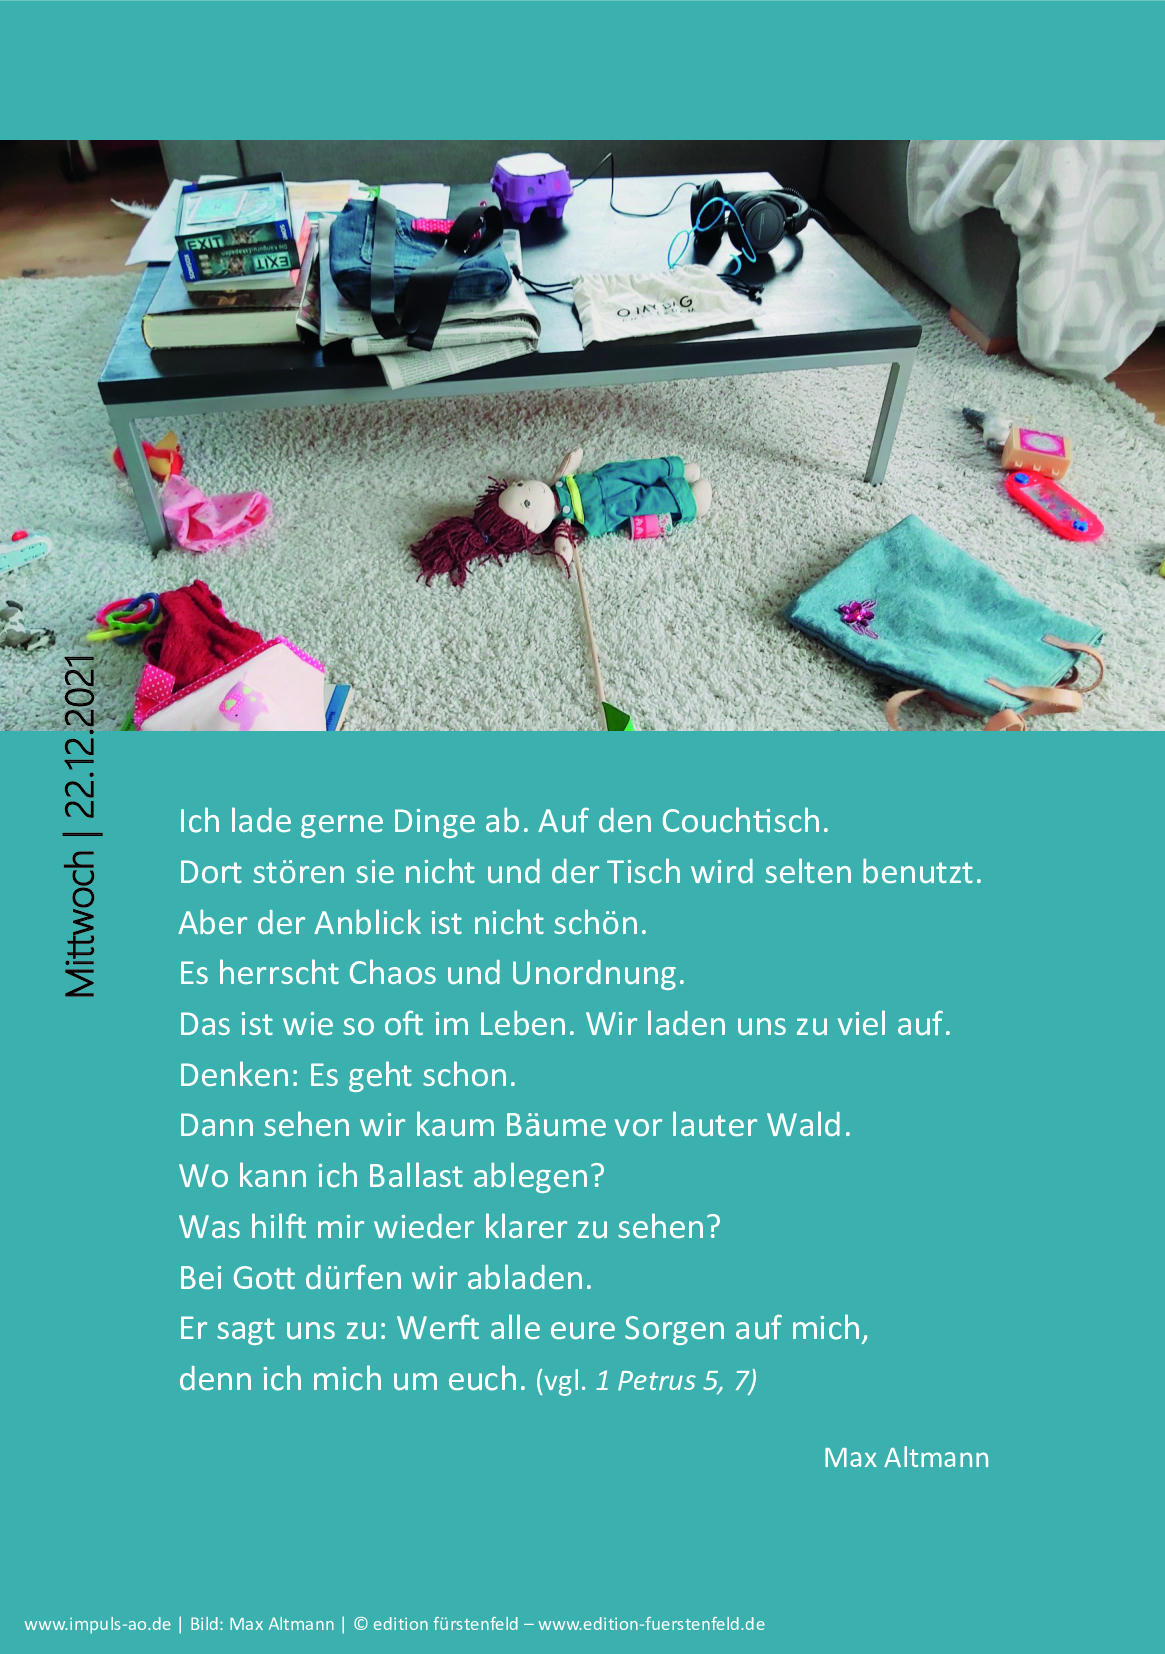 EXIT
EXIT
O MY BAG
Mittwoch | 22.12.2021
Ich lade gerne Dinge ab. Auf den Couchtisch.
Dort stören sie nicht und der Tisch wird selten benutzt.
Aber der Anblick ist nicht schön.
Es herrscht Chaos und Unordnung.
Das ist wie so oft im Leben. Wir laden uns zu viel auf.
Denken: Es geht schon.
Dann sehen wir kaum Bäume vor lauter Wald.
Wo kann ich Ballast ablegen?
Was hilft mir wieder klarer zu sehen?
Bei Gott dürfen wir abladen.
Er sagt uns zu: Werft alle eure Sorgen auf mich,
denn ich mich um euch. (vgl. 1 Petrus 5, 7)
Max Altmann
www.impuls-ao.de | Bild: Max Altmann | © edition fürstenfeld – www.edition-fuerstenfeld.de